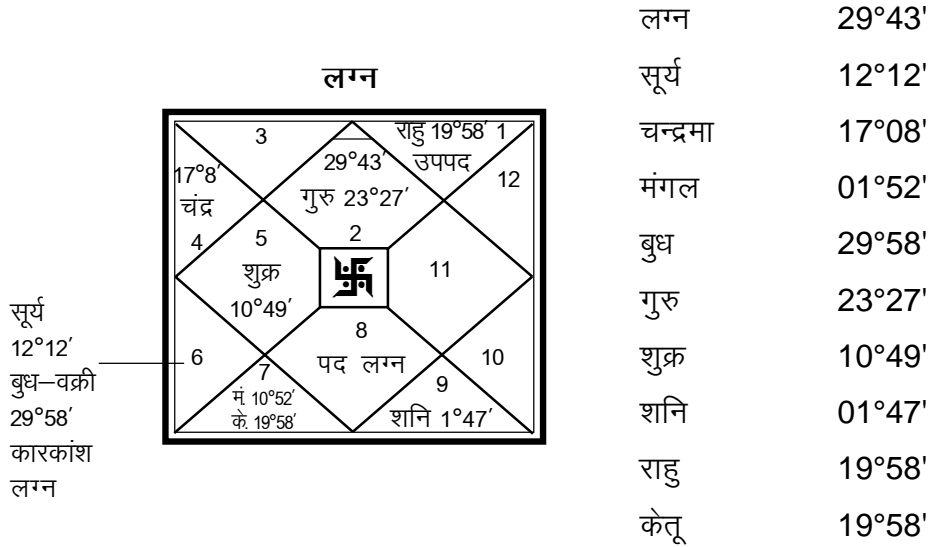 लग्न
3
राहु 19°58′ 1
29°43′
उपपद
12
17°8′
चंद्र
गुरु 23°27′
4
5
2
शुक्र
11
10°49′
8
सूर्य
12°12′
बुध–वक्री
29°58′
कारकांश
लग्न
6
7
पद लग्न
10
मं. 10°52′
9
के. 19°58′
शनि 1°47′
लग्न 29°43'
सूर्य 12°12'
चन्द्रमा 17°08'
मंगल 01°52'
बुध 29°58'
गुरु 23°27'
शुक्र 10°49'
शनि 01°47'
राहु 19°58'
केतू 19°58'